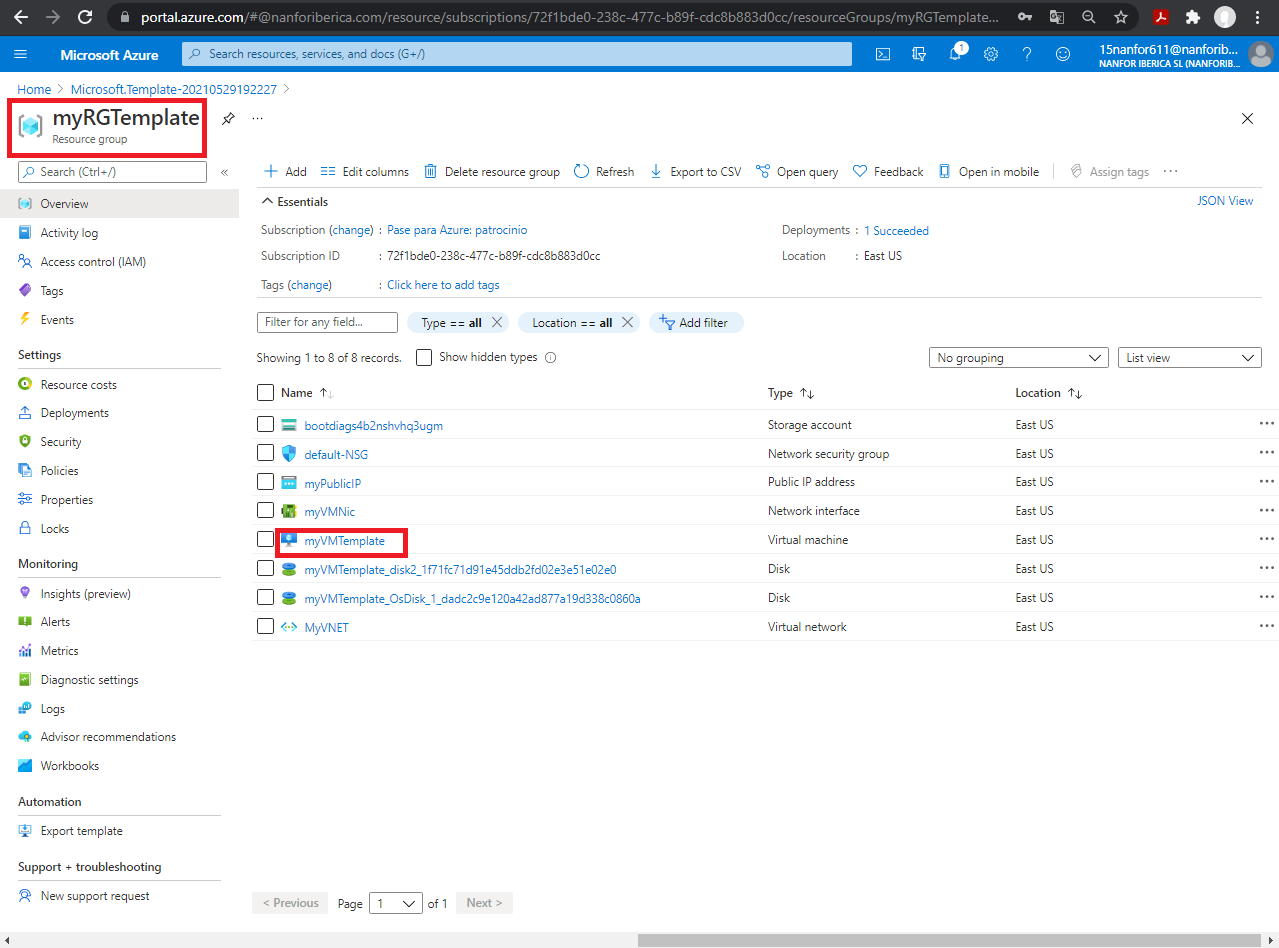 portal.azure.com/#@nanforiberica.com/resource/subscriptions/72f1bde0-238c-477c-b89f-cdc8b883d0cc/resourceGroups/myRGTemplate...
Microsoft Azure
Search resources, services, and docs (G+/)
1
15nanfor611@nanforib...
NANFOR IBERICA SL (NANFORIB...
Home > Microsoft.Template-20210529192227 >
myRGTemplate
...
Resource group
Search (Ctrl+/)
«
Add
Edit columns
Delete resource group
Refresh
Export to CSV
Open query
Feedback
Open in mobile
Assign tags
...
Overview
Activity log
Access control (IAM)
Tags
Events
Settings
Resource costs
Deployments
Security
Policies
Properties
Locks
Monitoring
Insights (preview)
Alerts
Metrics
Diagnostic settings
Logs
Advisor recommendations
Workbooks
Automation
Export template
Support + troubleshooting
New support request
Essentials
JSON View
Subscription (change) : Pase para Azure: patrocinio
Deployments : 1 Succeeded
Subscription ID : 72f1bde0-238c-477c-b89f-cdc8b883d0cc
Location : East US
Tags (change) : Click here to add tags
Filter for any field...
Type == all
Location == all
Add filter
Showing 1 to 8 of 8 records.
Show hidden types
No grouping
List view
Name
Type
Location
bootdiags4b2nshvhq3ugm Storage account East US ...
default-NSG Network security group East US ...
myPublicIP Public IP address East US ...
myVMNic Network interface East US ...
myVMTemplate Virtual machine East US ...
myVMTemplate_disk2_1f71fc71d91e45ddb2fd02e3e51e02e0 Disk East US ...
myVMTemplate_OsDisk_1_dadc2c9e120a42ad877a19d338c0860a Disk East US ...
MyVNET Virtual network East US ...
< Previous Page 1 of 1 Next >